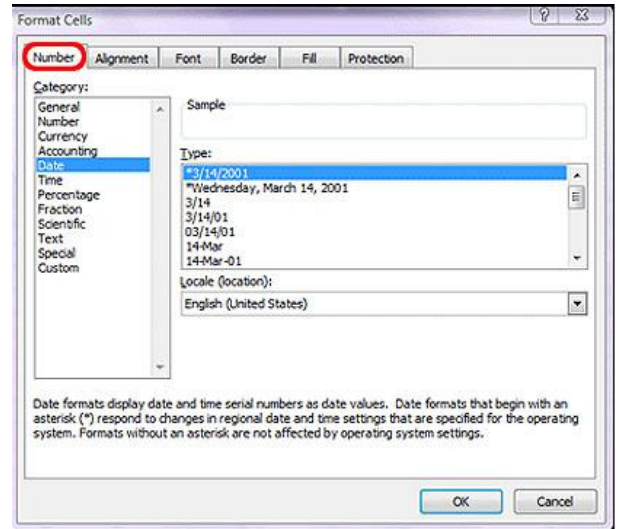 Format Cells
Number Alignment Font Border Fill Protection
Category:
General
Number
Currency
Accounting
Date
Time
Percentage
Fraction
Scientific
Text
Special
Custom
Sample
Type:
*3/14/2001
*Wednesday, March 14, 2001
3/14
3/14/01
03/14/01
14-Mar
14-Mar-01
Locale (location):
English (United States)
Date formats display date and time serial numbers as date values.  Date formats that begin with an
asterisk (*) respond to changes in regional date and time settings that are specified for the operating
system. Formats without an asterisk are not affected by operating system settings.
OK Cancel